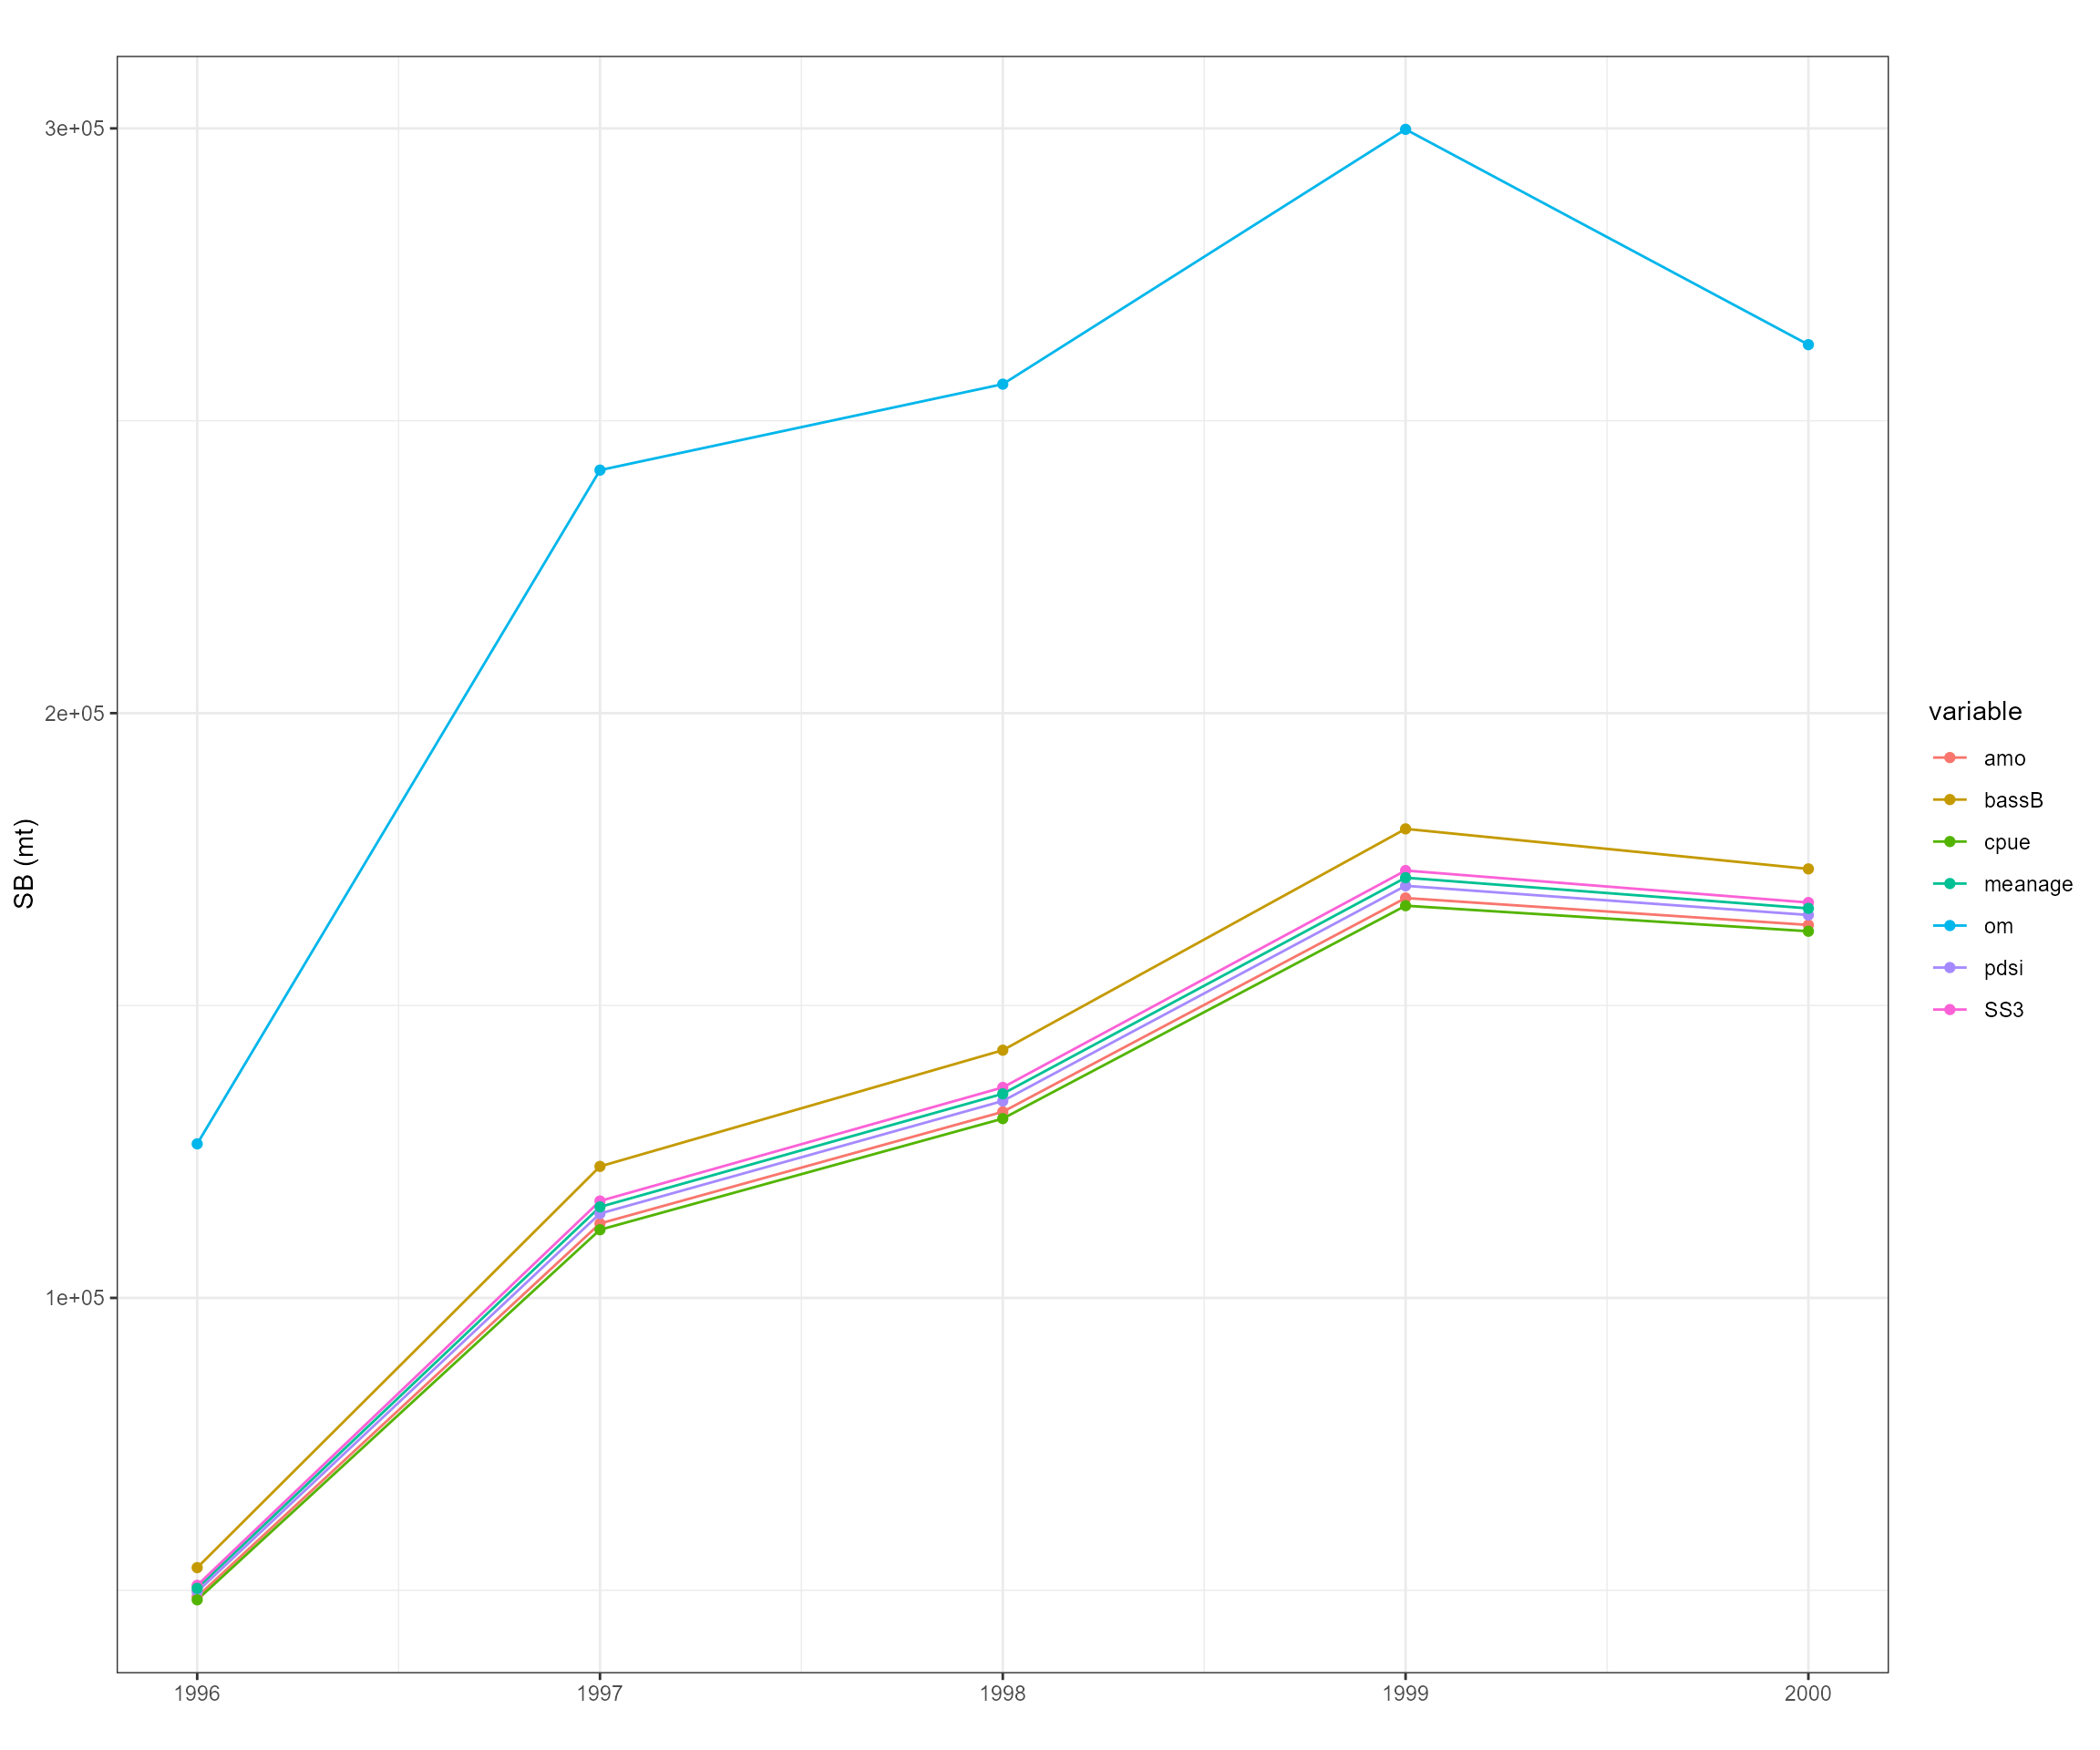 3e+05
2e+05
1e+05
SB (mt)
1996
1997
1998
1999
2000
variable
amo
bassB
cpue
meanage
om
pdsi
SS3